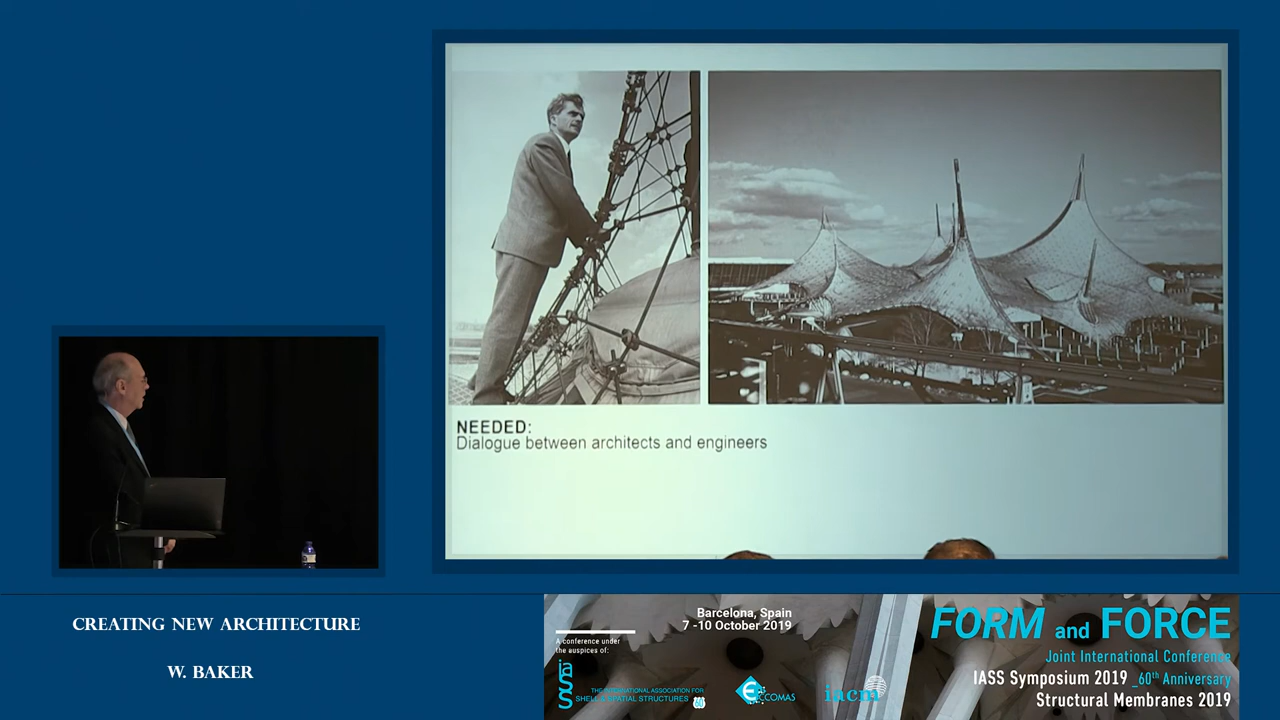 NEEDED:
Dialogue between architects and engineers
CREATING NEW ARCHITECTURE
W. BAKER
Barcelona, Spain
7 -10 October 2019
A conference under
the auspices of:
iass
THE INTERNATIONAL ASSOCIATION FOR
SHELL & SPATIAL STRUCTURES
ECCOMAS
iacm
FORM and FORCE
Joint International Conference
IASS Symposium 2019 _60th Anniversary
Structural Membranes 2019